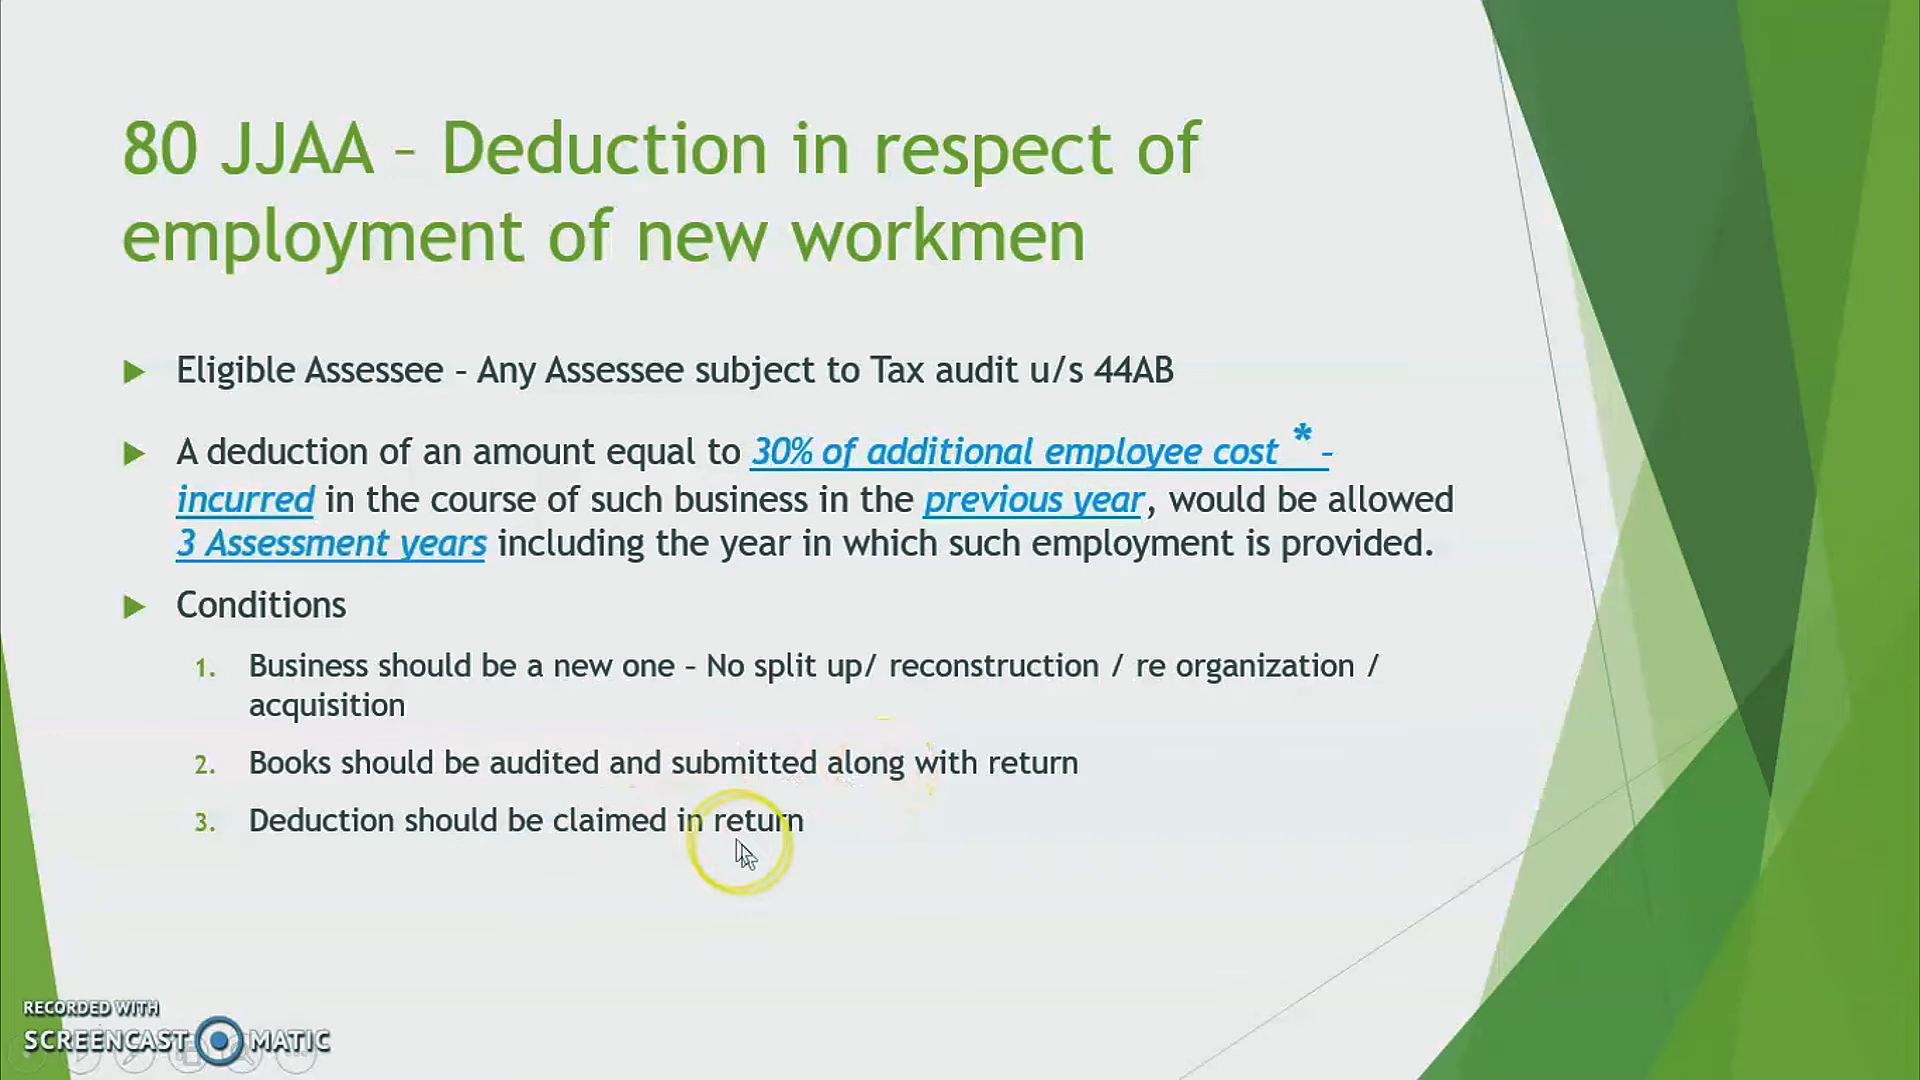 80 JJAA – Deduction in respect of
employment of new workmen
Eligible Assessee – Any Assessee subject to Tax audit u/s 44AB
A deduction of an amount equal to 30% of additional employee cost * –
incurred in the course of such business in the previous year, would be allowed
3 Assessment years including the year in which such employment is provided.
Conditions
1. Business should be a new one – No split up/ reconstruction / re organization /
acquisition
2. Books should be audited and submitted along with return
3. Deduction should be claimed in return
RECORDED WITH
SCREENCAST MATIC